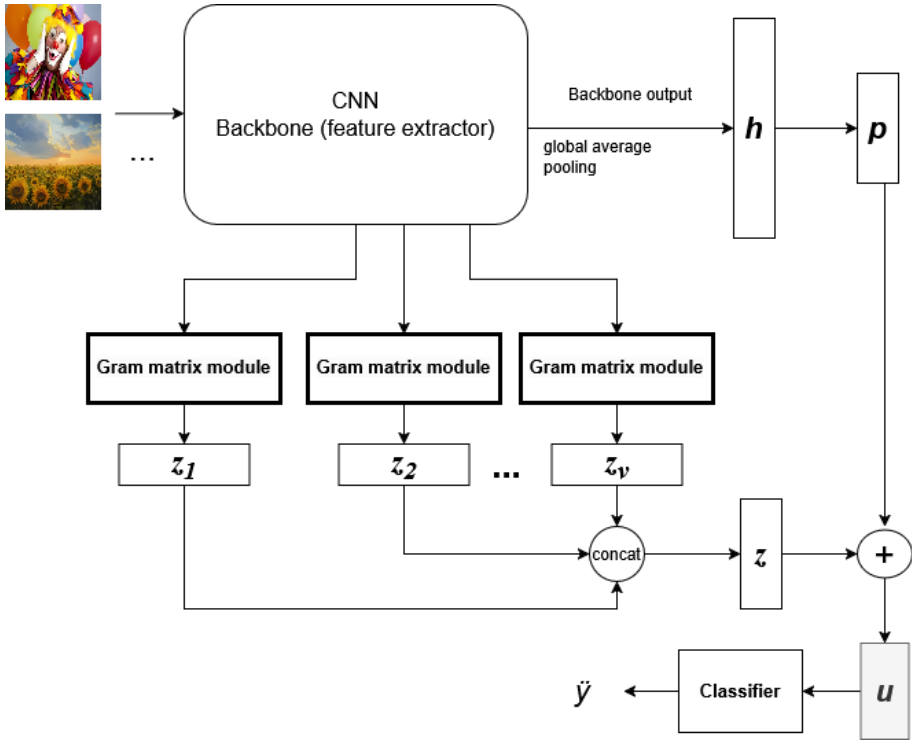 CNN
Backbone (feature extractor)
...
Backbone output
global average
pooling
h
p
Gram matrix module
Gram matrix module
Gram matrix module
z1
z2
...
zv
concat
z
+
u
Classifier
ÿ